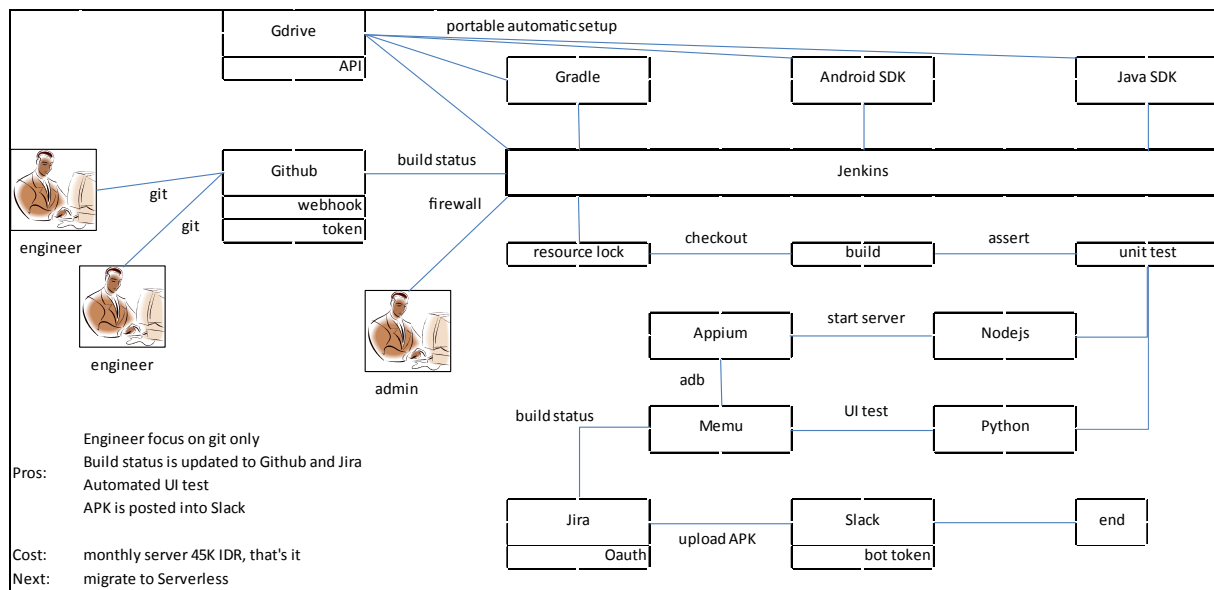 Gdrive
portable automatic setup
API
Gradle
Android SDK
Java SDK
Github
build status
Jenkins
git
webhook
firewall
git
token
engineer
resource lock
checkout
build
assert
unit test
Appium
start server
Nodejs
engineer
admin
adb
build status
Memu
UI test
Python
Engineer focus on git only
Pros:
Build status is updated to Github and Jira
Automated UI test
APK is posted into Slack
Jira
upload APK
Slack
end
Oauth
bot token
Cost: monthly server 45K IDR, that's it
Next: migrate to Serverless